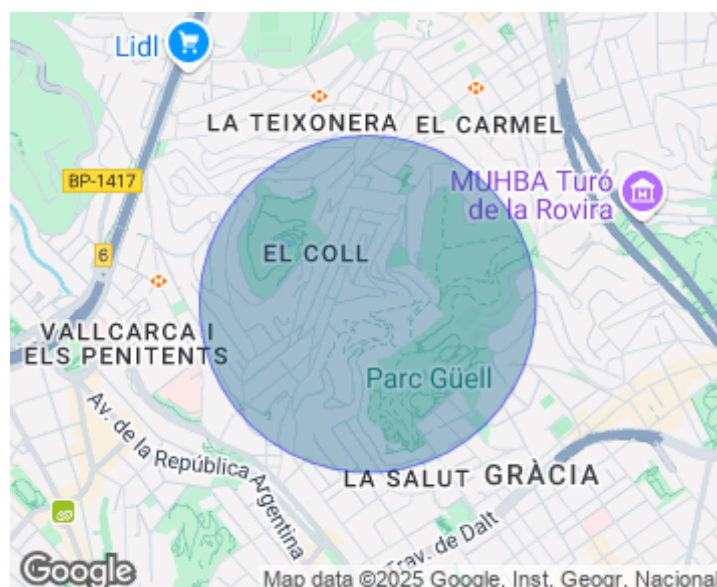 Lidl
LA TEIXONERA
EL CARMEL
BP-1417
MUHBA Turó
de la Rovira
6
EL COLL
VALLCARCA I
ELS PENITENTS
Parc Güell
Av. de la República Argentina
LA SALUT
GRÀCIA
Trav. de Dalt
Google
Map data ©2025 Google, Inst. Geogr. Nacional